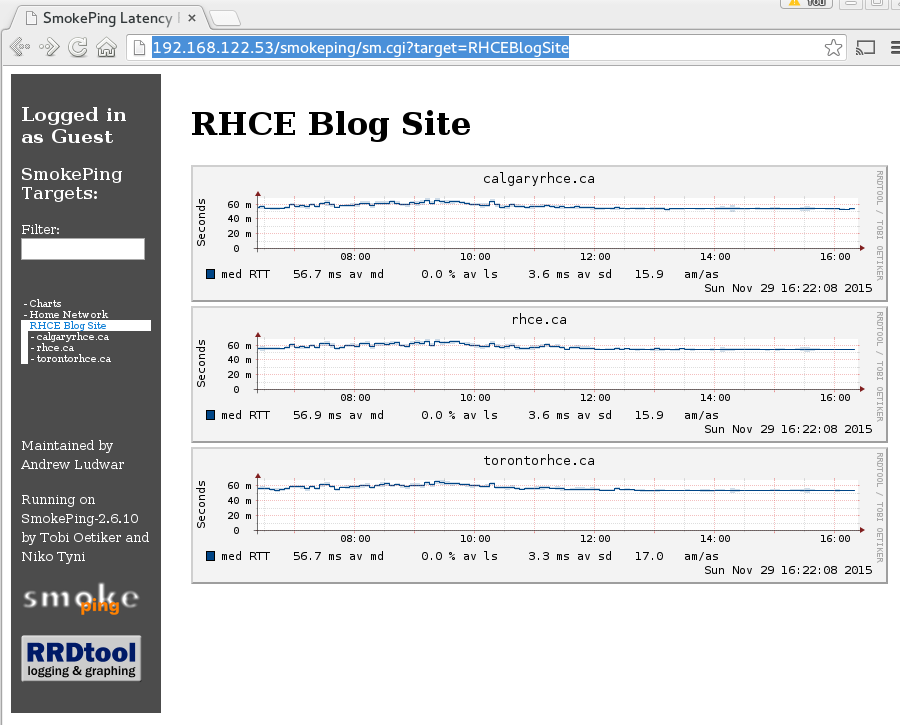 SmokePing Latency
You
192.168.122.53/smokeping/sm.cgi?target=RHCEBlogSite
Logged in
as Guest
SmokePing
Targets:
Filter:
- Charts
- Home Network
RHCE Blog Site
- calgaryrhce.ca
- rhce.ca
- torontorhce.ca
Maintained by
Andrew Ludwar
Running on
SmokePing-2.6.10
by Tobi Oetiker and
Niko Tyni
smoke
ping
RRDtool
logging & graphing
RHCE Blog Site
calgaryrhce.ca
RRDTOOL / TOBI OETIKER
Seconds
60 m
40 m
20 m
0
08:00 10:00 12:00 14:00 16:00
med RTT 56.7 ms av md 0.0 % av ls 3.6 ms av sd 15.9 am/as
Sun Nov 29 16:22:08 2015
rhce.ca
RRDTOOL / TOBI OETIKER
Seconds
60 m
40 m
20 m
0
08:00 10:00 12:00 14:00 16:00
med RTT 56.9 ms av md 0.0 % av ls 3.6 ms av sd 15.9 am/as
Sun Nov 29 16:22:08 2015
torontorhce.ca
RRDTOOL / TOBI OETIKER
Seconds
60 m
40 m
20 m
0
08:00 10:00 12:00 14:00 16:00
med RTT 56.7 ms av md 0.0 % av ls 3.3 ms av sd 17.0 am/as
Sun Nov 29 16:22:08 2015